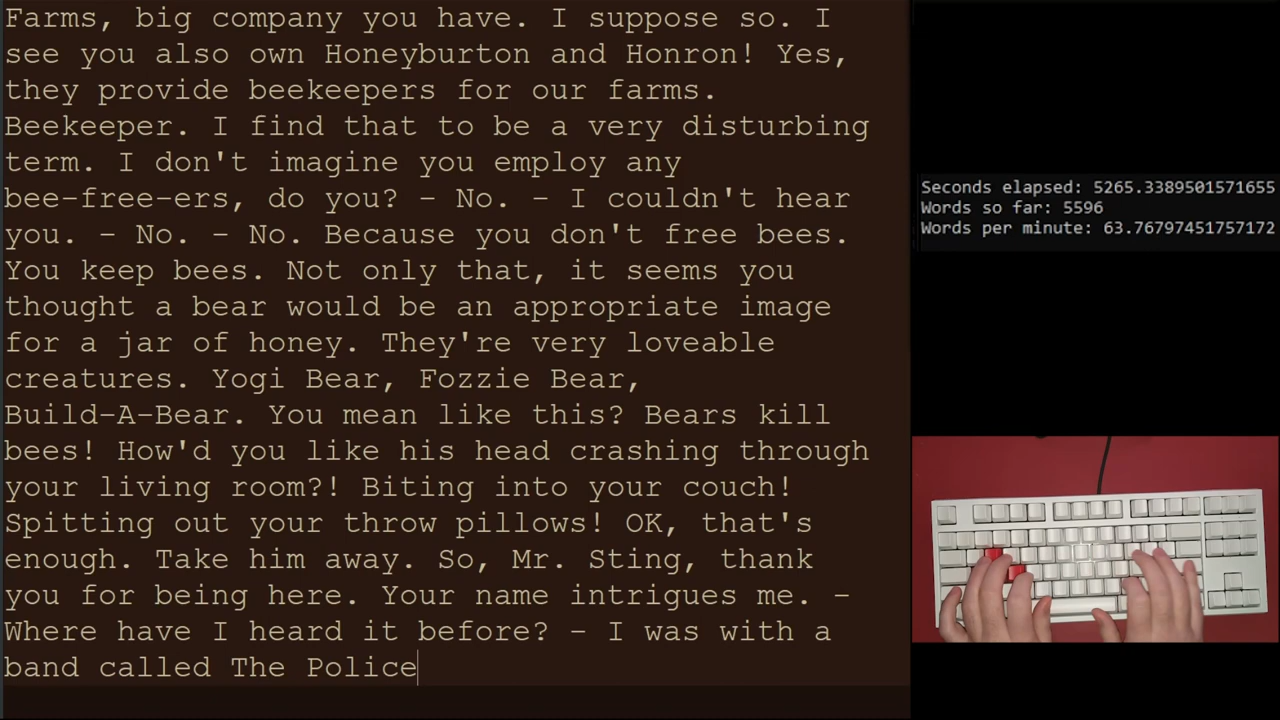 Farms, big company you have. I suppose so. I
see you also own Honeyburton and Honron! Yes,
they provide beekeepers for our farms.
Beekeeper. I find that to be a very disturbing
term. I don't imagine you employ any
bee-free-ers, do you? - No. - I couldn't hear
you. - No. - No. Because you don't free bees.
You keep bees. Not only that, it seems you
thought a bear would be an appropriate image
for a jar of honey. They're very loveable
creatures. Yogi Bear, Fozzie Bear,
Build-A-Bear. You mean like this? Bears kill
bees! How'd you like his head crashing through
your living room?! Biting into your couch!
Spitting out your throw pillows! OK, that's
enough. Take him away. So, Mr. Sting, thank
you for being here. Your name intrigues me. -
Where have I heard it before? - I was with a
band called The Police
Seconds elapsed: 5265.3389501571655
Words so far: 5596
Words per minute: 63.76797451757172